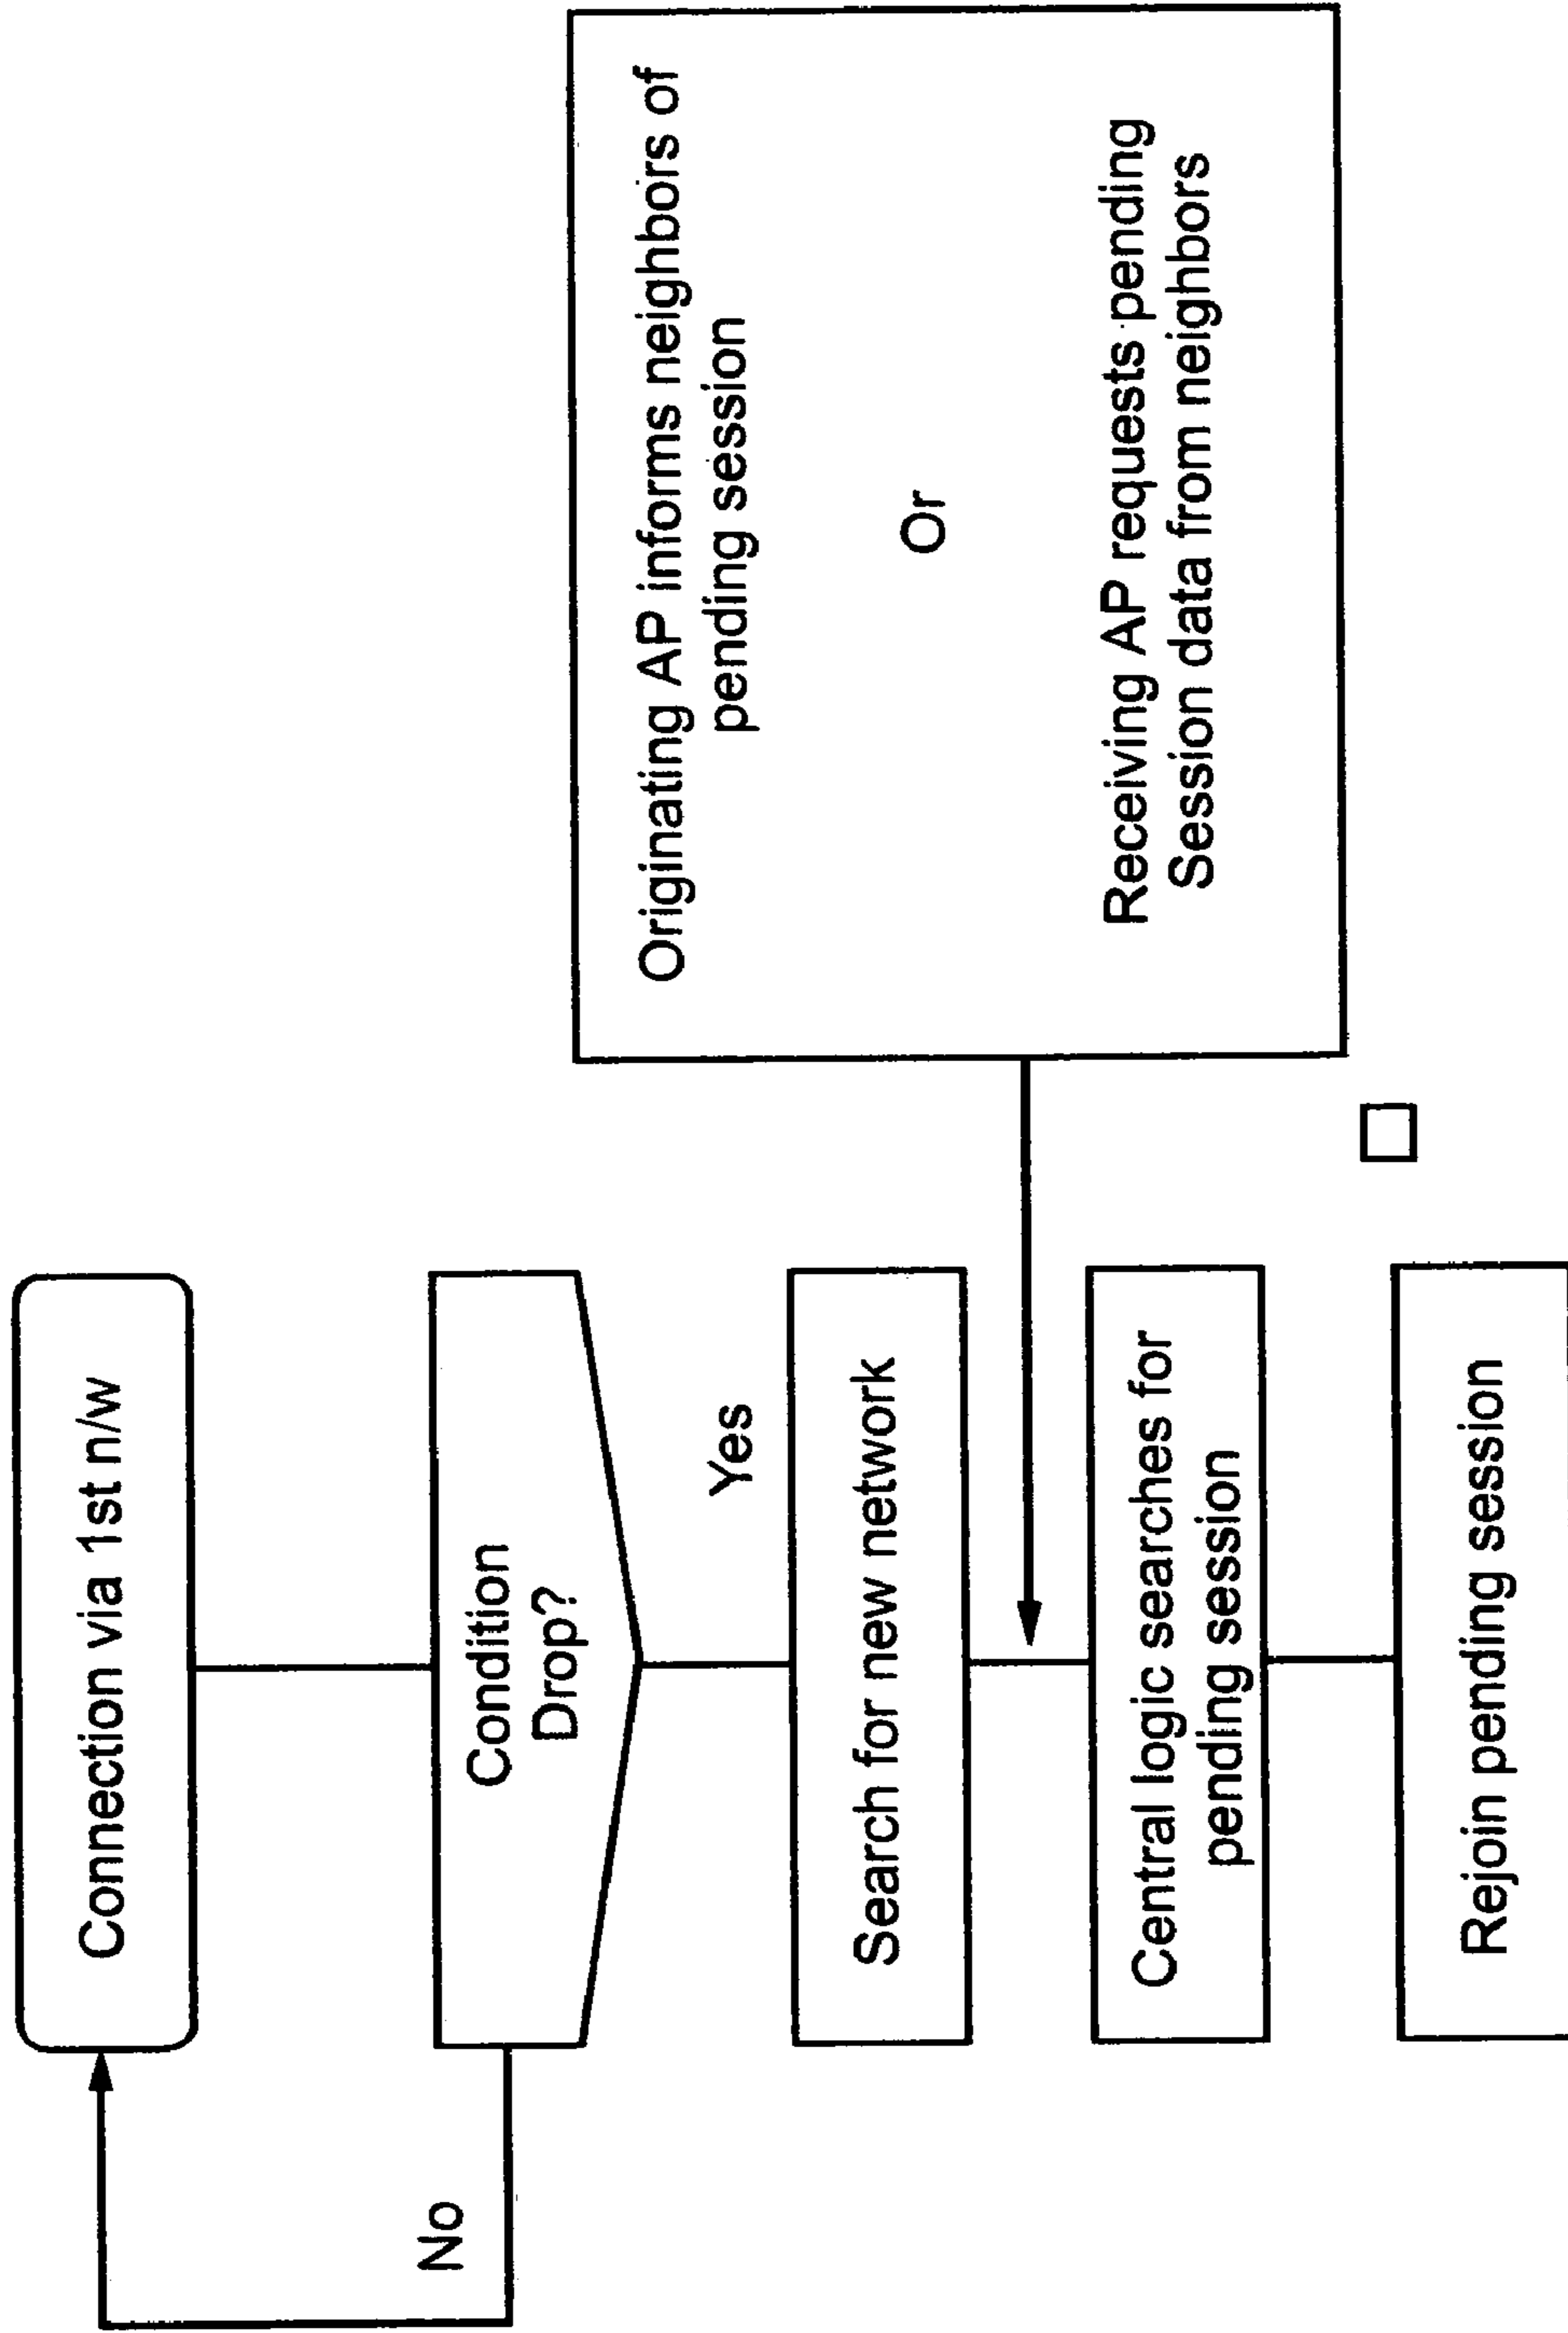 Connection via 1st n/w
No
Condition
Drop?
Yes
Search for new network
Central logic searches for
pending session
Rejoin pending session
Originating AP informs neighbors of
pending session
Or
Receiving AP requests pending
Session data from neighbors